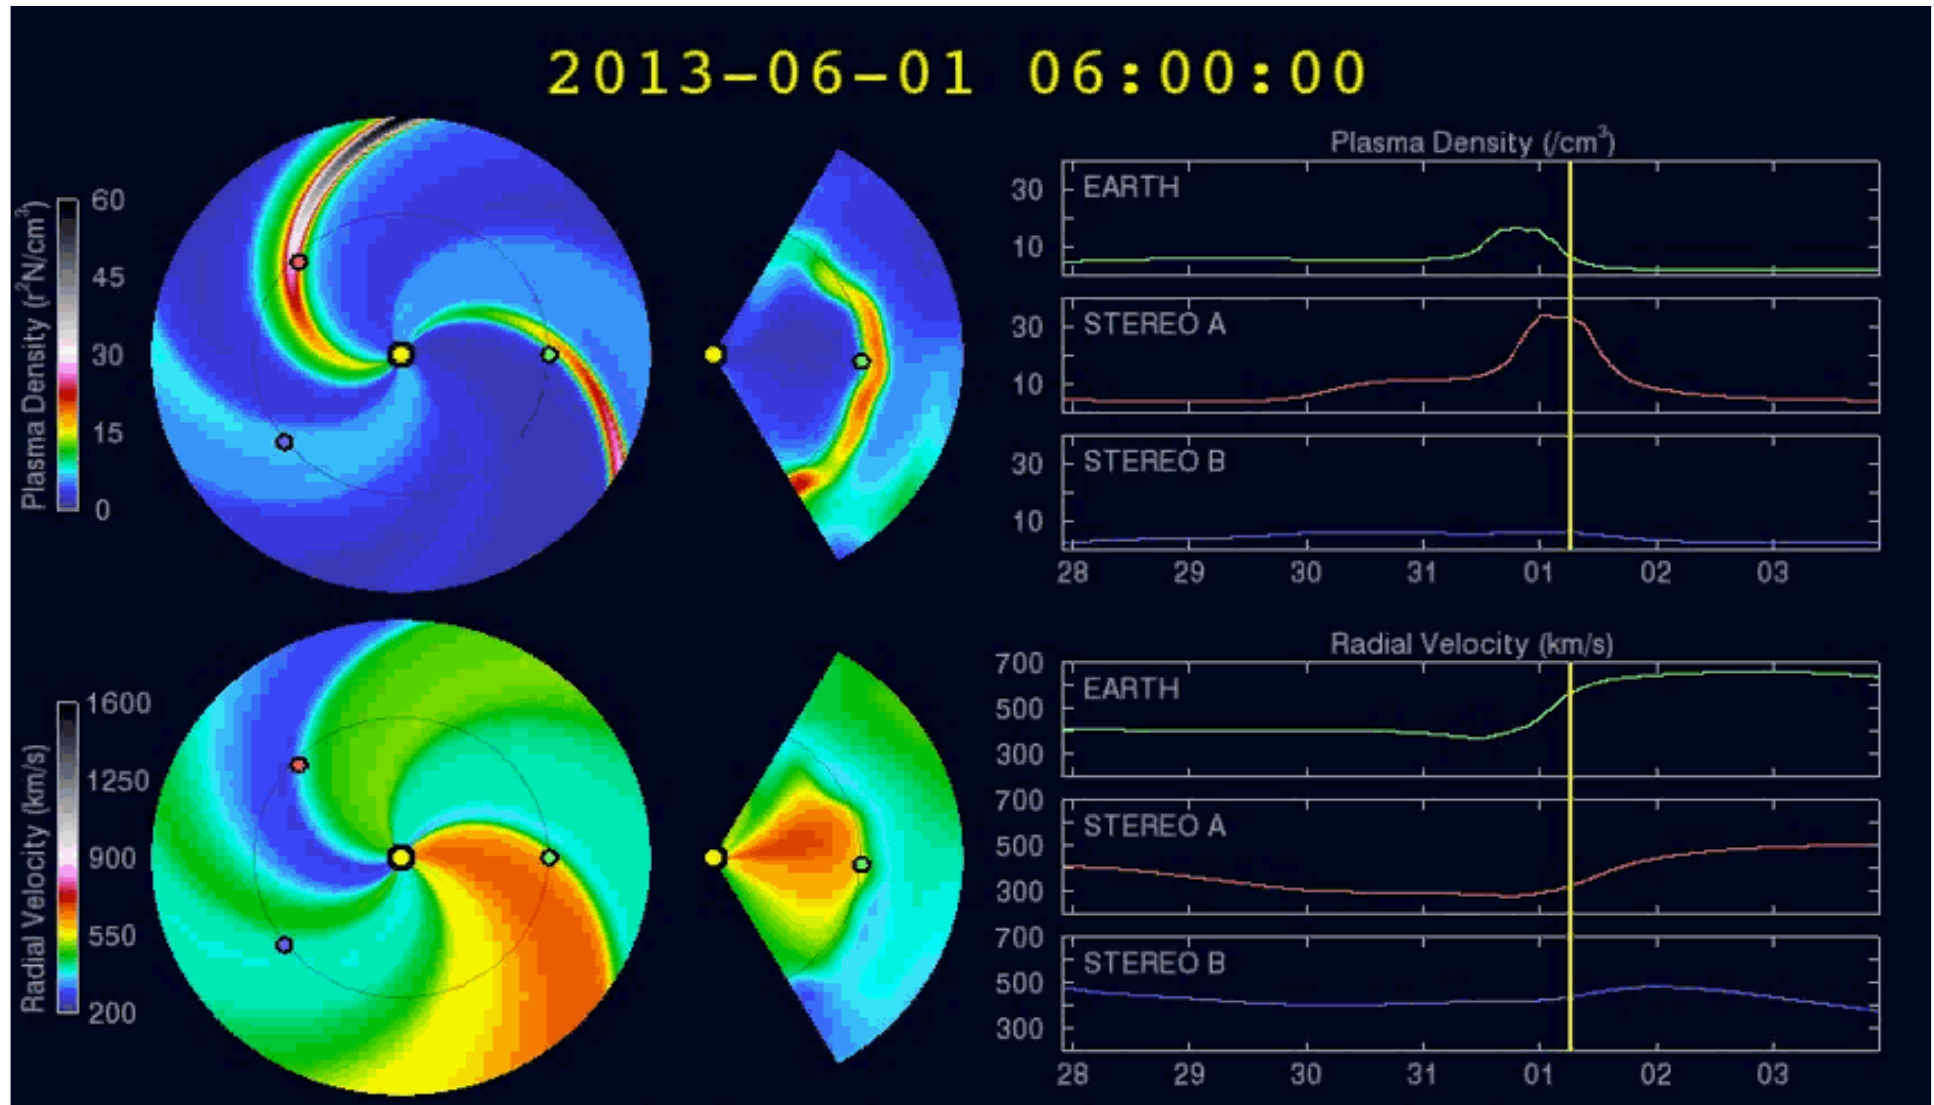 2013-06-01 06:00:00
Plasma Density (r²N/cm³)
60
45
30
15
0
Plasma Density (/cm³)
EARTH
30
10
STEREO A
30
10
STEREO B
30
10
28 29 30 31 01 02 03
Radial Velocity (km/s)
1600
1250
900
550
200
Radial Velocity (km/s)
EARTH
700
500
300
STEREO A
700
500
300
STEREO B
700
500
300
28 29 30 31 01 02 03